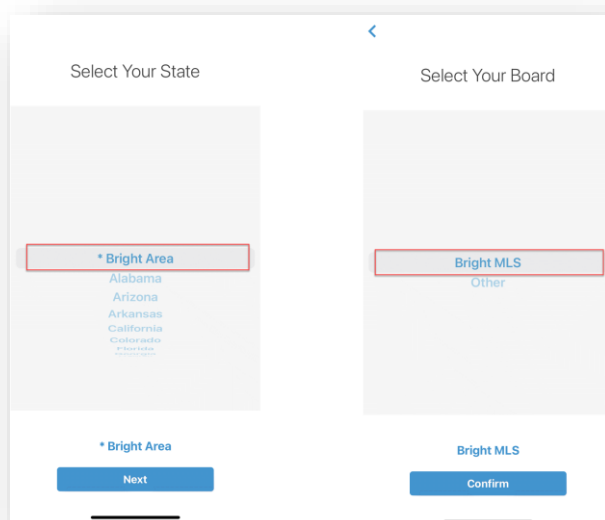 Select Your State
* Bright Area
Alabama
Arizona
Arkansas
California
Colorado
Florida
* Bright Area
Next
Select Your Board
Bright MLS
Other
Bright MLS
Confirm